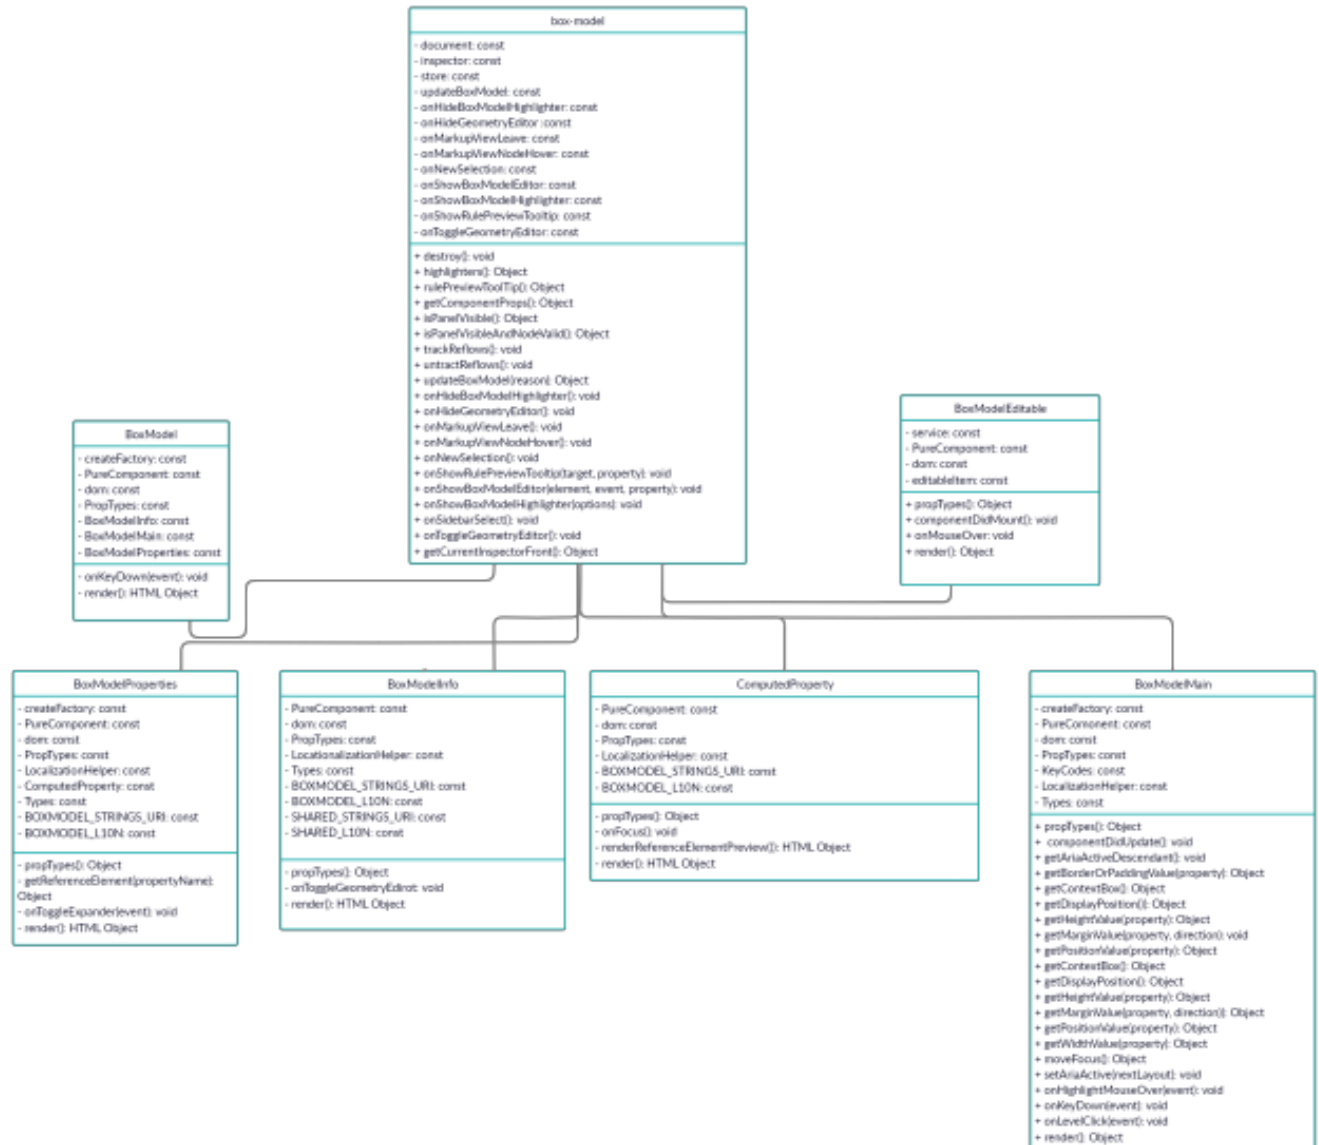 box-model
- document: const
- inspector: const
- store: const
- updateBoxModel: const
- onHideBoxModelHighlighter: const
- onHideGeometryEditor :const
- onMarkupViewLeave: const
- onMarkupViewNodeHover: const
- onNewSelection: const
- onShowBoxModelEditor: const
- onShowBoxModelHighlighter: const
- onShowRulePreviewTooltip: const
- onToggleGeometryEditor: const
+ destroy(): void
+ highlighters(): Object
+ rulePreviewToolTip(): Object
+ getComponentProps(): Object
+ isPanelVisible(): Object
+ isPanelVisibleAndNodeValid(): Object
+ trackReflows(): void
+ untractReflows(): void
+ updateBoxModel(reason): Object
+ onHideBoxModelHighlighter(): void
+ onHideGeometryEditor(): void
+ onMarkupViewLeave(): void
+ onMarkupViewNodeHover(): void
+ onNewSelection(): void
+ onShowRulePreviewTooltip(target, property): void
+ onShowBoxModelEditor(element, event, property): void
+ onShowBoxModelHighlighter(options): void
+ onSidebarSelect(): void
+ onToggleGeometryEditor(): void
+ getCurrentInspectorFront(): Object
BoxModel
- createFactory: const
- PureComponent: const
- dom: const
- PropTypes: const
- BoxModelInfo: const
- BoxModelMain: const
- BoxModelProperties: const
- onKeyDown(event): void
- render(): HTML Object
BoxModelEditable
- service: const
- PureComponent: const
- dom: const
- editableItem: const
+ propTypes(): Object
+ componentDidMount(): void
+ onMouseOver: void
+ render(): Object
BoxModelProperties
- createFactory: const
- PureComponent: const
- dom: const
- PropTypes: const
- LocalizationHelper: const
- ComputedProperty: const
- Types: const
- BOXMODEL_STRINGS_URI: const
- BOXMODEL_L10N: const
- propTypes(): Object
- getReferenceElement(propertyName):
Object
- onToggleExpander(event): void
- render(): HTML Object
BoxModelInfo
- PureComponent: const
- dom: const
- PropTypes: const
- LocationalizationHelper: const
- Types: const
- BOXMODEL_STRINGS_URI: const
- BOXMODEL_L10N: const
- SHARED_STRINGS_URI: const
- SHARED_L10N: const
- propTypes(): Object
- onToggleGeometryEdirot: void
- render(): HTML Object
ComputedProperty
- PureComponent: const
- dom: const
- PropTypes: const
- LocalizationHelper: const
- BOXMODEL_STRINGS_URI: const
- BOXMODEL_L10N: const
- propTypes(): Object
- onFocus(): void
- renderReferenceElementPreview(): HTML Object
- render(): HTML Object
BoxModelMain
- createFactory: const
- PureComonent: const
- dom: const
- PropTypes: const
- KeyCodes: const
- LocalizationHelper: const
- Types: const
+ propTypes(): Object
+ componentDidUpdate(): void
+ getAriaActiveDescendant(): void
+ getBorderOrPaddingValue(property): Object
+ getContextBox(): Object
+ getDisplayPosition(): Object
+ getHeightValue(property): Object
+ getMarginValue(property, direction): void
+ getPositionValue(property): Object
+ getContextBox(): Object
+ getDisplayPosition(): Object
+ getHeightValue(property): Object
+ getMarginValue(property, direction): Object
+ getPositionValue(property): Object
+ getWidthValue(property): Object
+ moveFocus(): Object
+ setAriaActive(nextLayout): void
+ onHighlightMouseOver(event): void
+ onKeyDown(event): void
+ onLevelClick(event): void
+ render(): Object